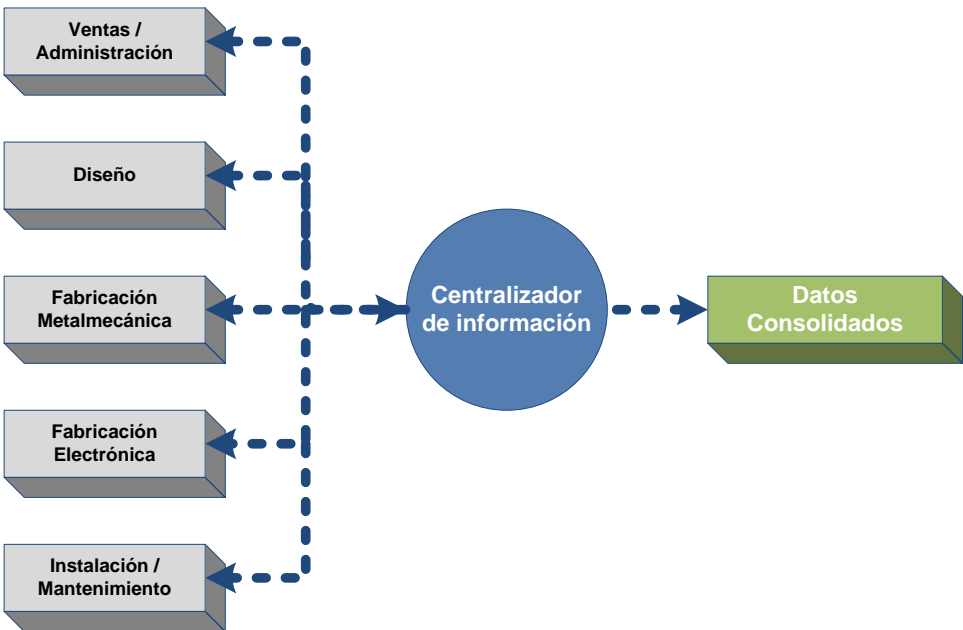 Ventas /
Administración
Diseño
Fabricación
Metalmecánica
Fabricación
Electrónica
Instalación /
Mantenimiento
Centralizador
de información
Datos
Consolidados